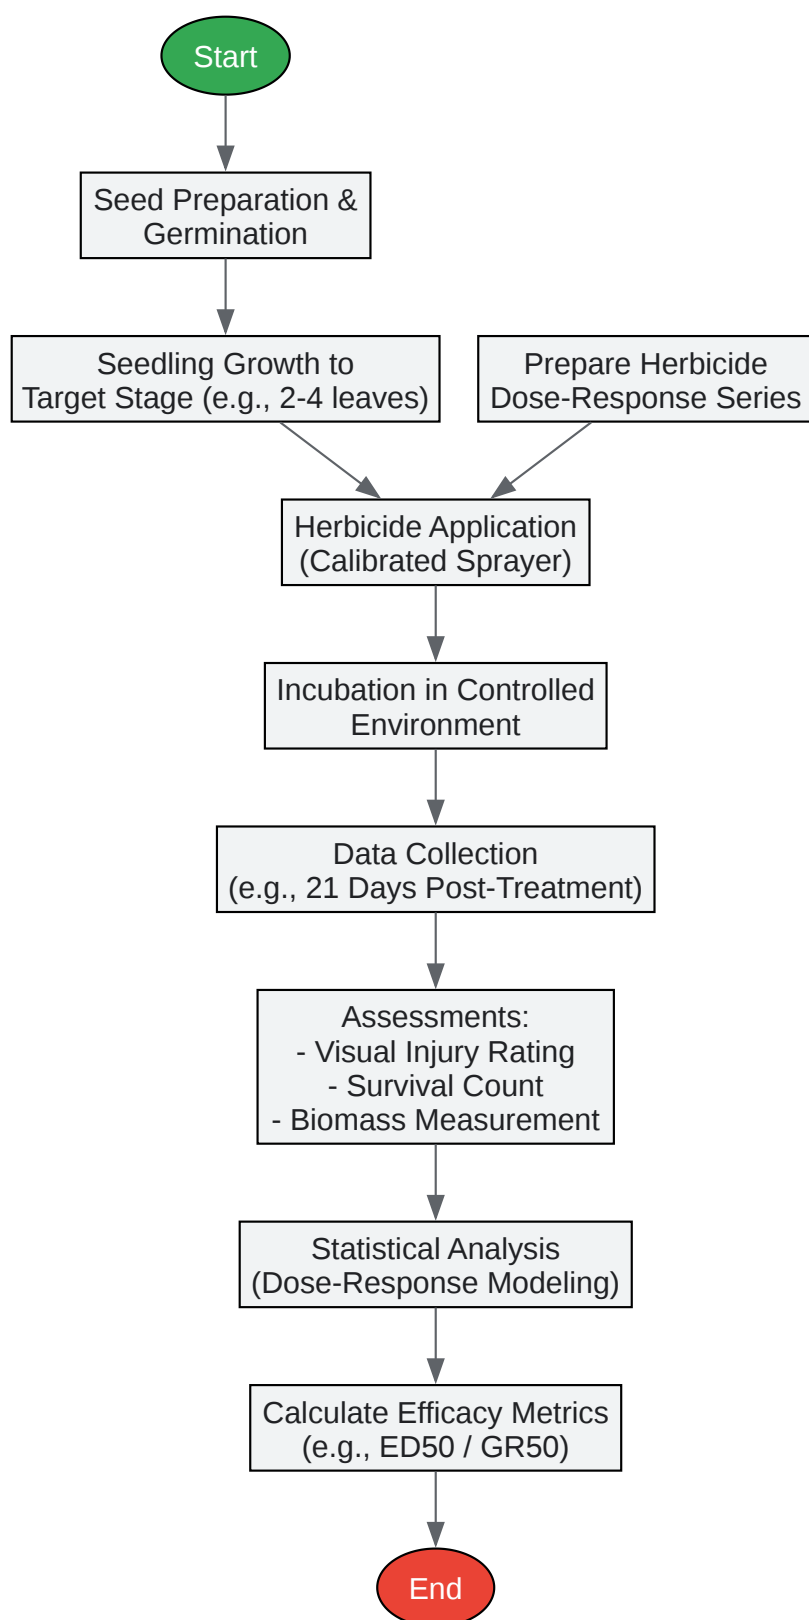 Start
Seed Preparation &
Germination
Seedling Growth to
Target Stage (e.g., 2-4 leaves)
Prepare Herbicide
Dose-Response Series
Herbicide Application
(Calibrated Sprayer)
Incubation in Controlled
Environment
Data Collection
(e.g., 21 Days Post-Treatment)
Assessments:
- Visual Injury Rating
- Survival Count
- Biomass Measurement
Statistical Analysis
(Dose-Response Modeling)
Calculate Efficacy Metrics
(e.g., ED50 / GR50)
End